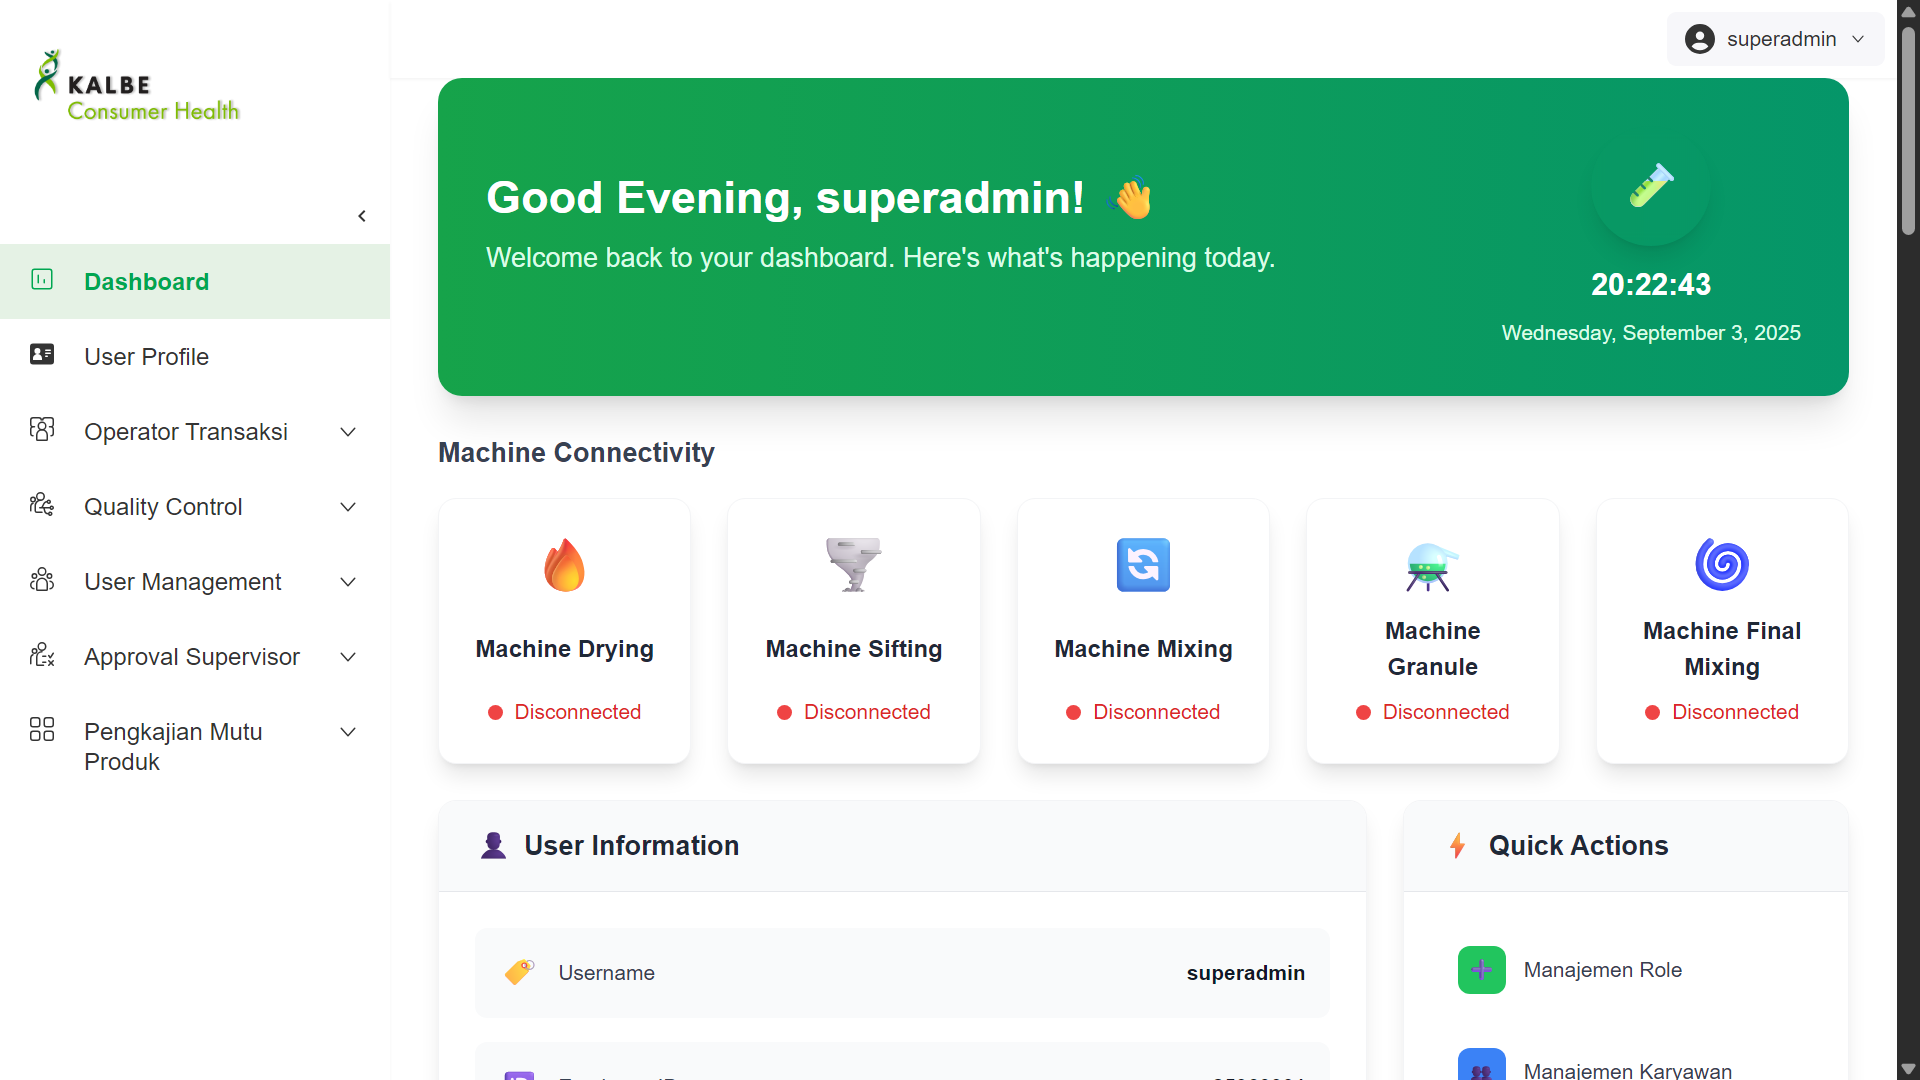 KALBE
Consumer Health
superadmin
Dashboard
User Profile
Operator Transaksi
Quality Control
User Management
Approval Supervisor
Pengkajian Mutu
Produk
Good Evening, superadmin!
Welcome back to your dashboard. Here's what's happening today.
20:22:43
Wednesday, September 3, 2025
Machine Connectivity
Machine Drying
Disconnected
Machine Sifting
Disconnected
Machine Mixing
Disconnected
Machine
Granule
Disconnected
Machine Final
Mixing
Disconnected
User Information
Username
superadmin
Quick Actions
Manajemen Role
Manajemen Karyawan